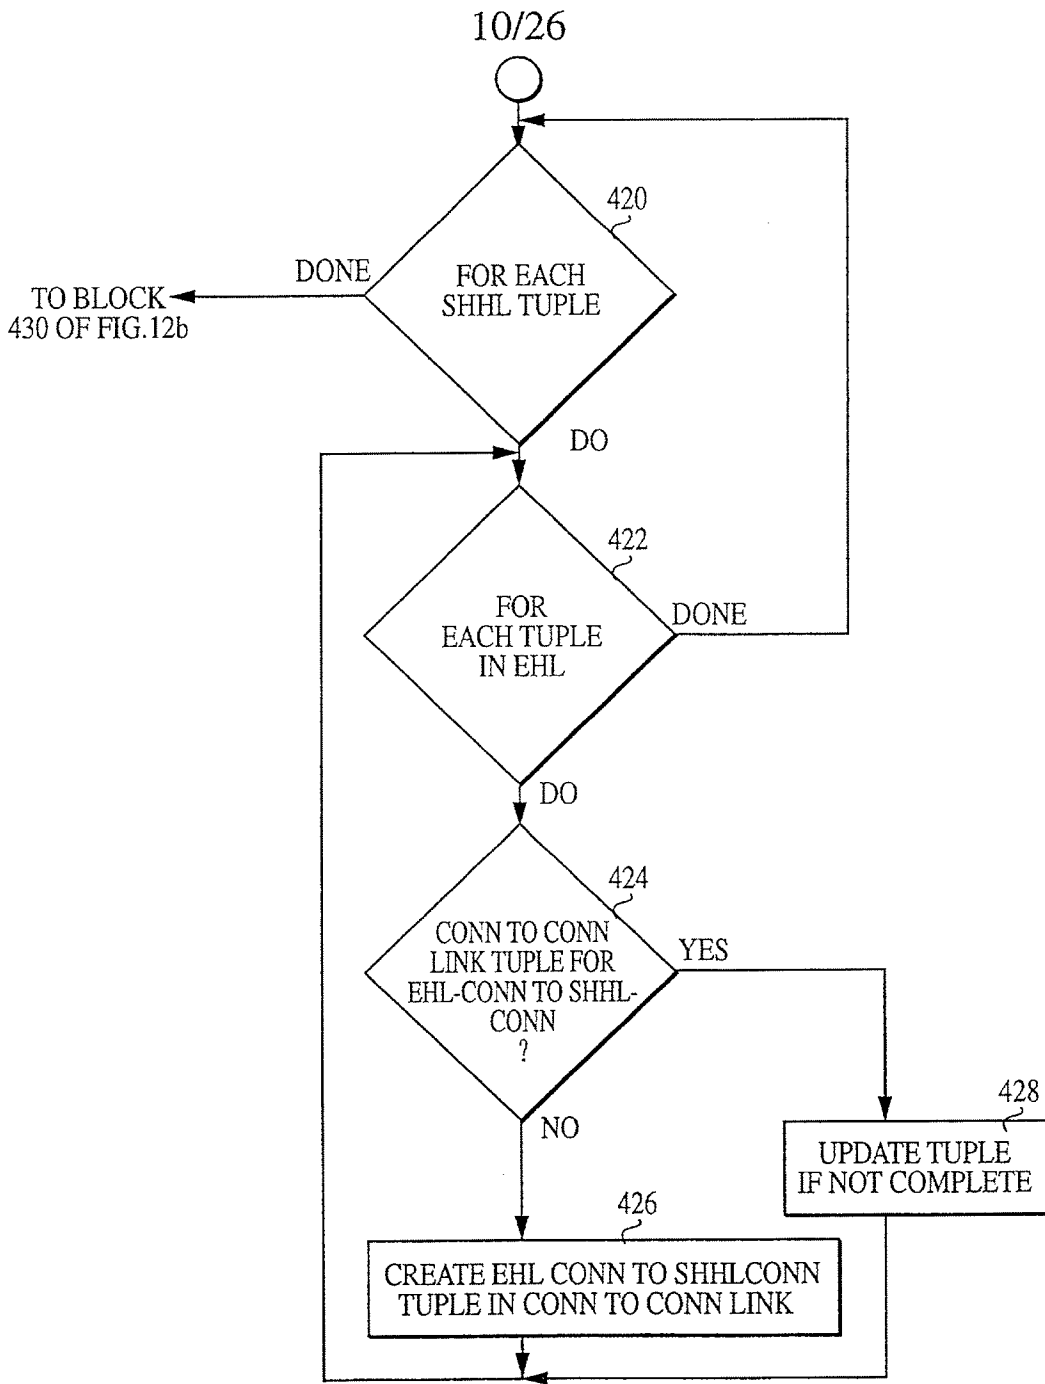 10/26
420
DONE
FOR EACH
SHHL TUPLE
TO BLOCK
430 OF FIG.12b
DO
422
FOR
EACH TUPLE
IN EHL
DONE
DO
424
CONN TO CONN
LINK TUPLE FOR
EHL-CONN TO SHHL-
CONN
?
YES
NO
428
UPDATE TUPLE
IF NOT COMPLETE
426
CREATE EHL CONN TO SHHLCONN
TUPLE IN CONN TO CONN LINK